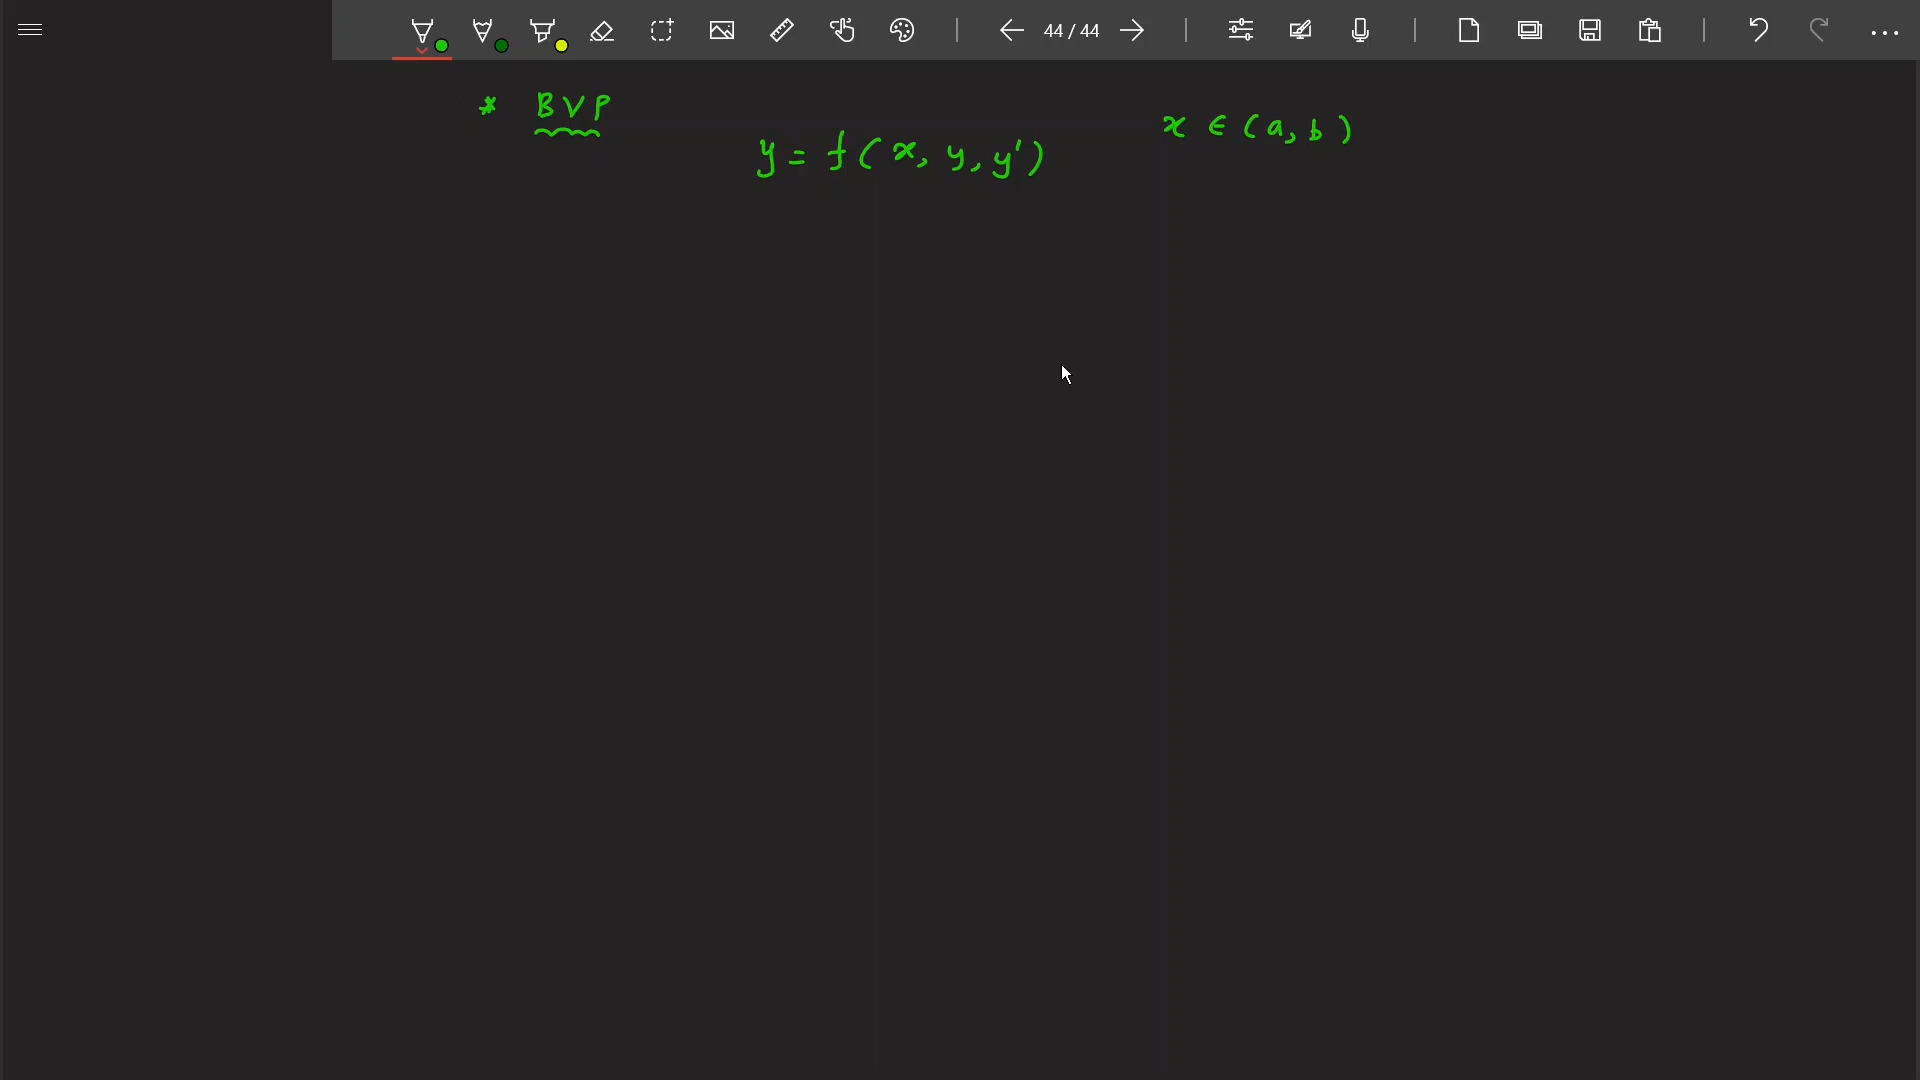 44 / 44
* BVP
x ∈ (a, b)
y = f(x, y, y')